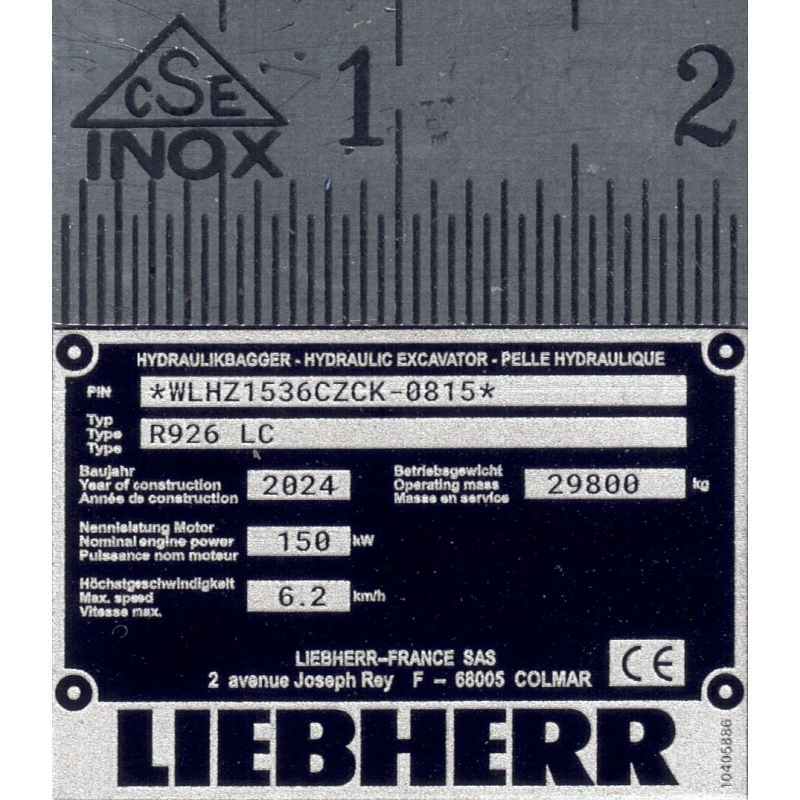 CSE
INOX
1 2
HYDRAULIKBAGGER - HYDRAULIC EXCAVATOR - PELLE HYDRAULIQUE
PIN *WLHZ1536CZCK-0815*
Typ
Type R926 LC
Type
Baujahr
Year of construction 2024
Année de construction
Betriebsgewicht
Operating mass 29800 kg
Masse en service
Nennleistung Motor
Nominal engine power 150 kW
Puissance nom moteur
Höchstgeschwindigkeit
Max. speed 6.2 km/h
Vitesse max.
LIEBHERR-FRANCE SAS
2 avenue Joseph Rey F - 68005 COLMAR
CE
LIEBHERR
10405886